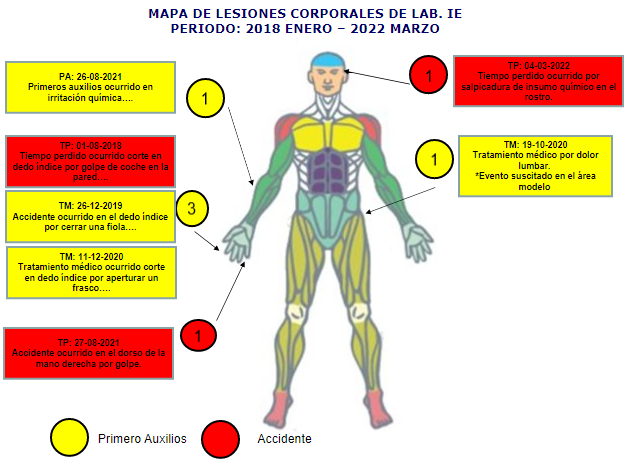 MAPA DE LESIONES CORPORALES DE LAB. IE
PERIODO: 2018 ENERO – 2022 MARZO
PA: 26-08-2021
Primeros auxilios ocurrido en
irritación química....
1
TP: 01-08-2018
Tiempo perdido ocurrido corte en
dedo índice por golpe de coche en la
pared....
TM: 26-12-2019
Accidente ocurrido en el dedo índice
por cerrar una fiola....
3
TM: 11-12-2020
Tratamiento médico ocurrido corte
en dedo índice por aperturar un
frasco....
TP: 27-08-2021
Accidente ocurrido en el dorso de la
mano derecha por golpe.
1
1
TP: 04-03-2022
Tiempo perdido ocurrido por
salpicadura de insumo químico en el
rostro.
1
TM: 19-10-2020
Tratamiento médico por dolor
lumbar.
*Evento suscitado en el área
modelo
Primero Auxilios
Accidente